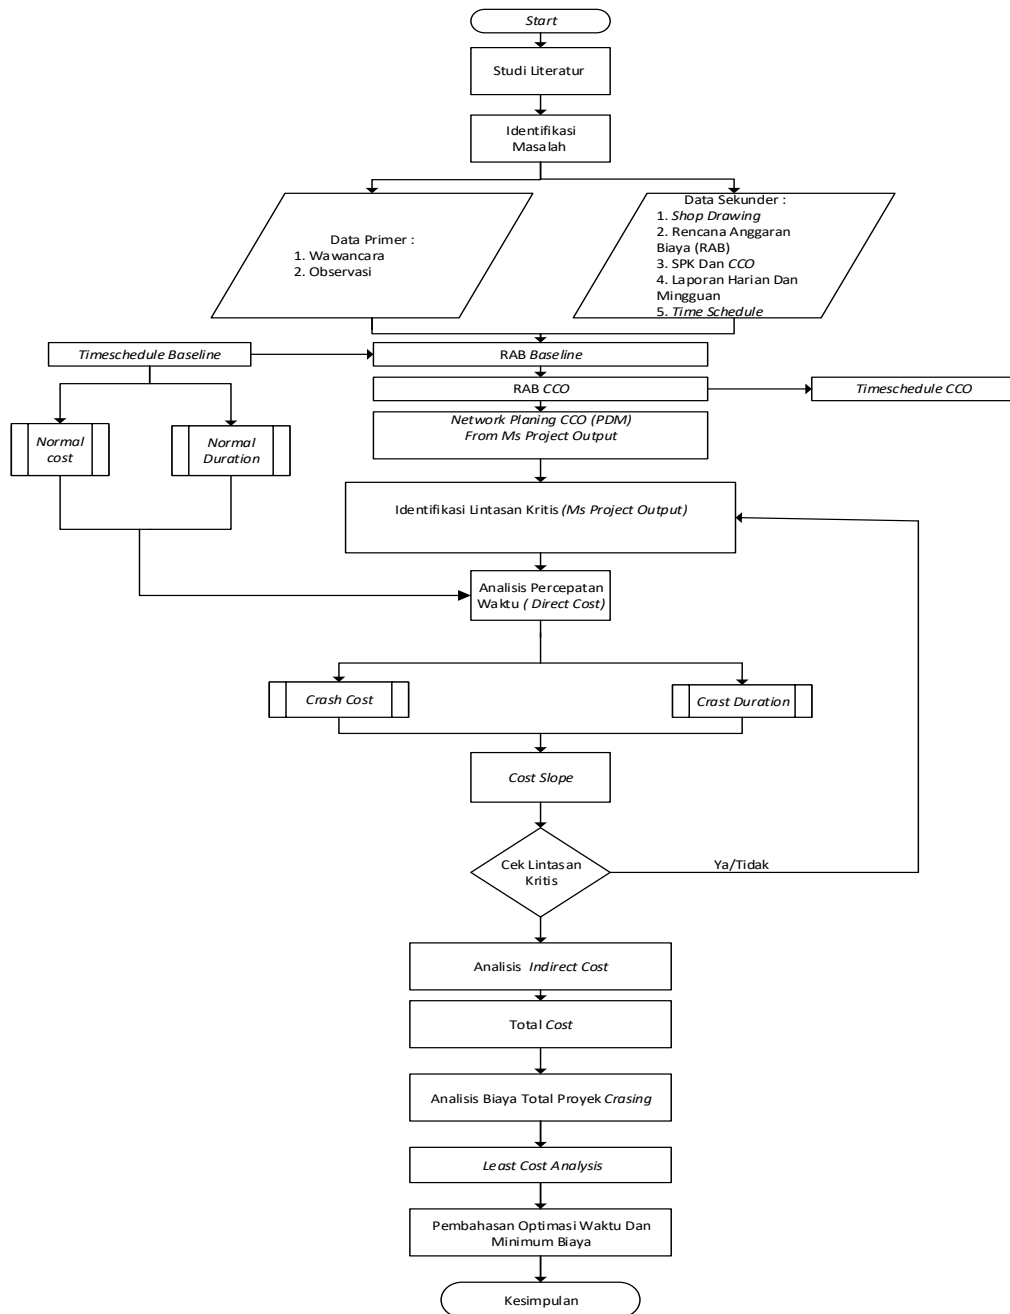 Start
Studi Literatur
Identifikasi
Masalah
Data Primer :
1. Wawancara
2. Observasi
Data Sekunder :
1. Shop Drawing
2. Rencana Anggaran
Biaya (RAB)
3. SPK Dan CCO
4. Laporan Harian Dan
Mingguan
5. Time Schedule
Timeschedule Baseline
RAB Baseline
RAB CCO
Timeschedule CCO
Normal
cost
Normal
Duration
Network Planing CCO (PDM)
From Ms Project Output
Identifikasi Lintasan Kritis (Ms Project Output)
Analisis Percepatan
Waktu ( Direct Cost)
Crash Cost
Crast Duration
Cost Slope
Cek Lintasan
Kritis
Ya/Tidak
Analisis Indirect Cost
Total Cost
Analisis Biaya Total Proyek Crasing
Least Cost Analysis
Pembahasan Optimasi Waktu Dan
Minimum Biaya
Kesimpulan